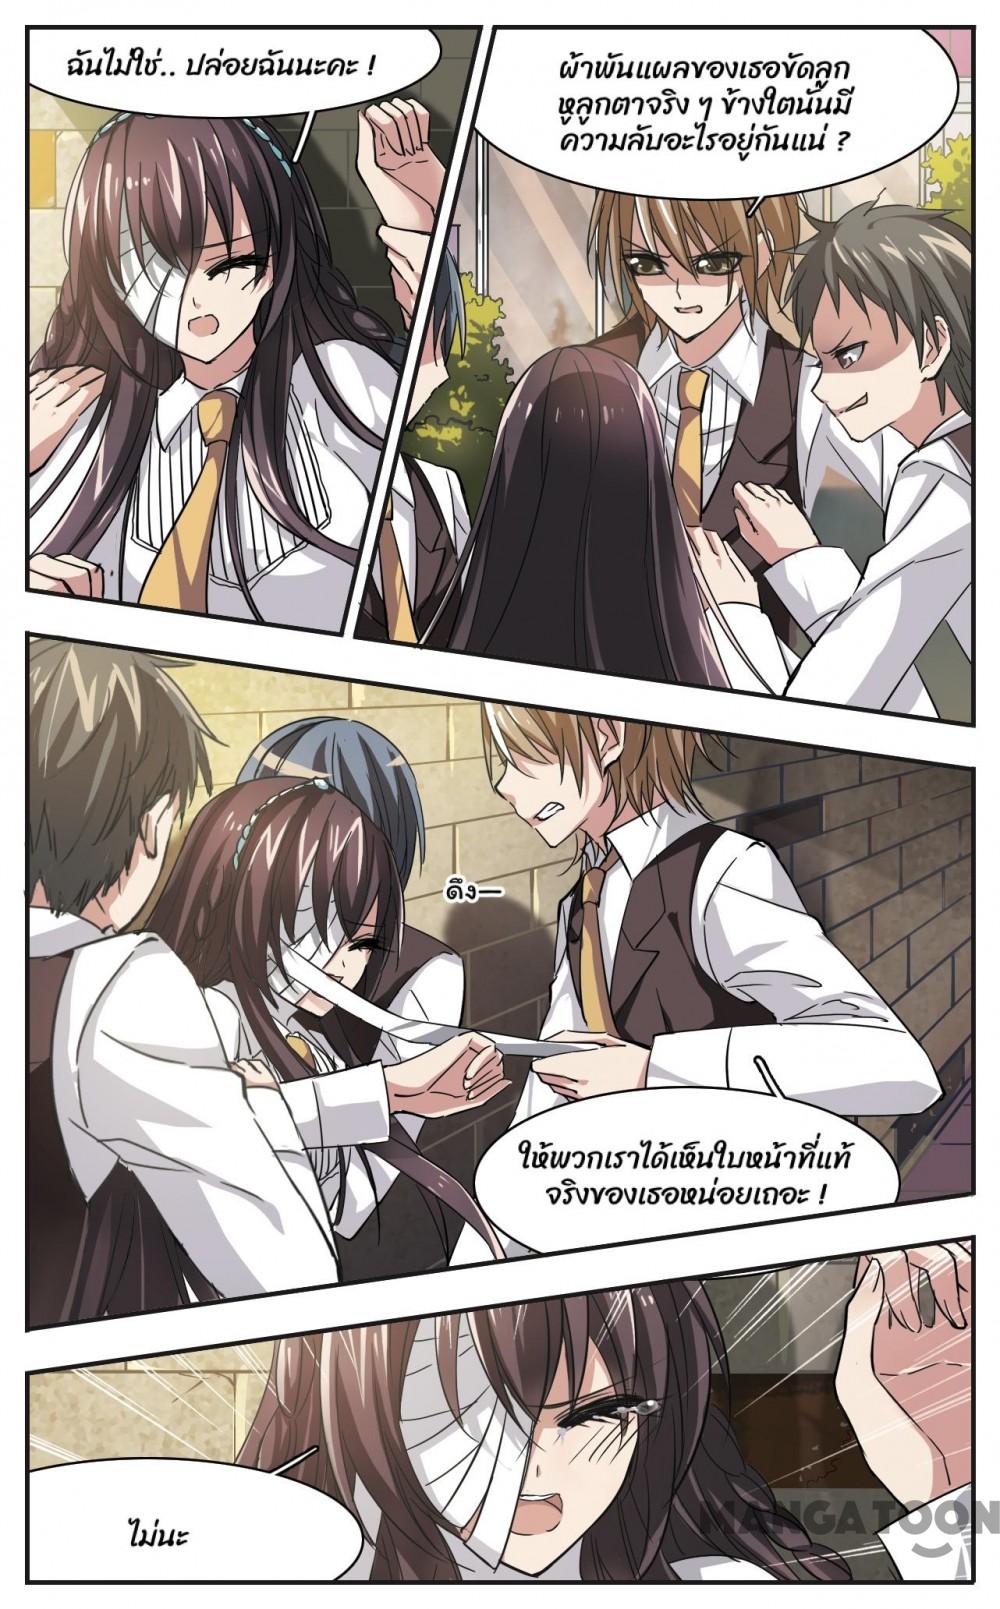 ฉันไม่ใช่.. ปล่อยฉันนะคะ !
ผ้าพันแผลของเธอขัดลูก
หูลูกตาจริง ๆ ข้างใตนั้นมี
ความลับอะไรอยู่กันแน่ ?
ดึง—
ให้พวกเราได้เห็นใบหน้าที่แท้
จริงของเธอหน่อยเถอะ !
ไม่นะ
MANGATOON